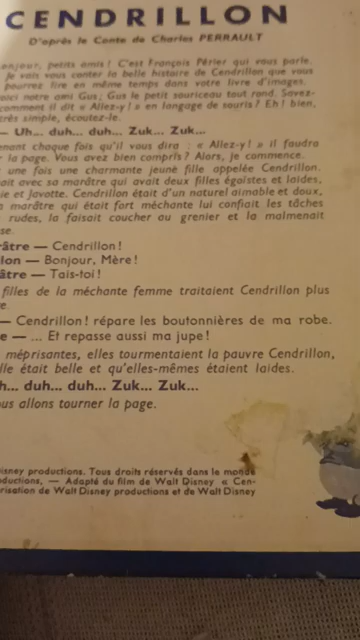 CENDRILLON
D'après le Conte de Charles PERRAULT
onjour, petits amis! C'est François Périer qui vous parle.
Je vais vous conter la belle histoire de Cendrillon que vous
pourrez lire en même temps dans votre livre d'images.
oici notre ami Gus; Gus le petit souriceau tout rond. Savez-
comment il dit « Allez-y! » en langage de souris? Eh! bien,
très simple, écoutez-le.
— Uh... duh... duh... Zuk... Zuk...
enant chaque fois qu'il vous dira : « Allez-y! » il faudra
r la page. Vous avez bien compris? Alors, je commence.
une fois une charmante jeune fille appelée Cendrillon.
ait avec sa marâtre qui avait deux filles égoïstes et laides,
ie et Javotte. Cendrillon était d'un naturel aimable et doux,
marâtre qui était fort méchante lui confiait les tâches
rudes, la faisait coucher au grenier et la malmenait
se.
râtre — Cendrillon!
llon — Bonjour, Mère!
âtre — Tais-toi!
filles de la méchante femme traitaient Cendrillon plus
e
— Cendrillon! répare les boutonnières de ma robe.
e — ... Et repasse aussi ma jupe!
méprisantes, elles tourmentaient la pauvre Cendrillon,
lle était belle et qu'elles-mêmes étaient laides.
h... duh... duh... Zuk... Zuk...
ous allons tourner la page.
isney productions. Tous droits réservés dans le monde
oductions, — Adapté du film de Walt Disney « Cen-
risation de Walt Disney productions et de Walt Disney